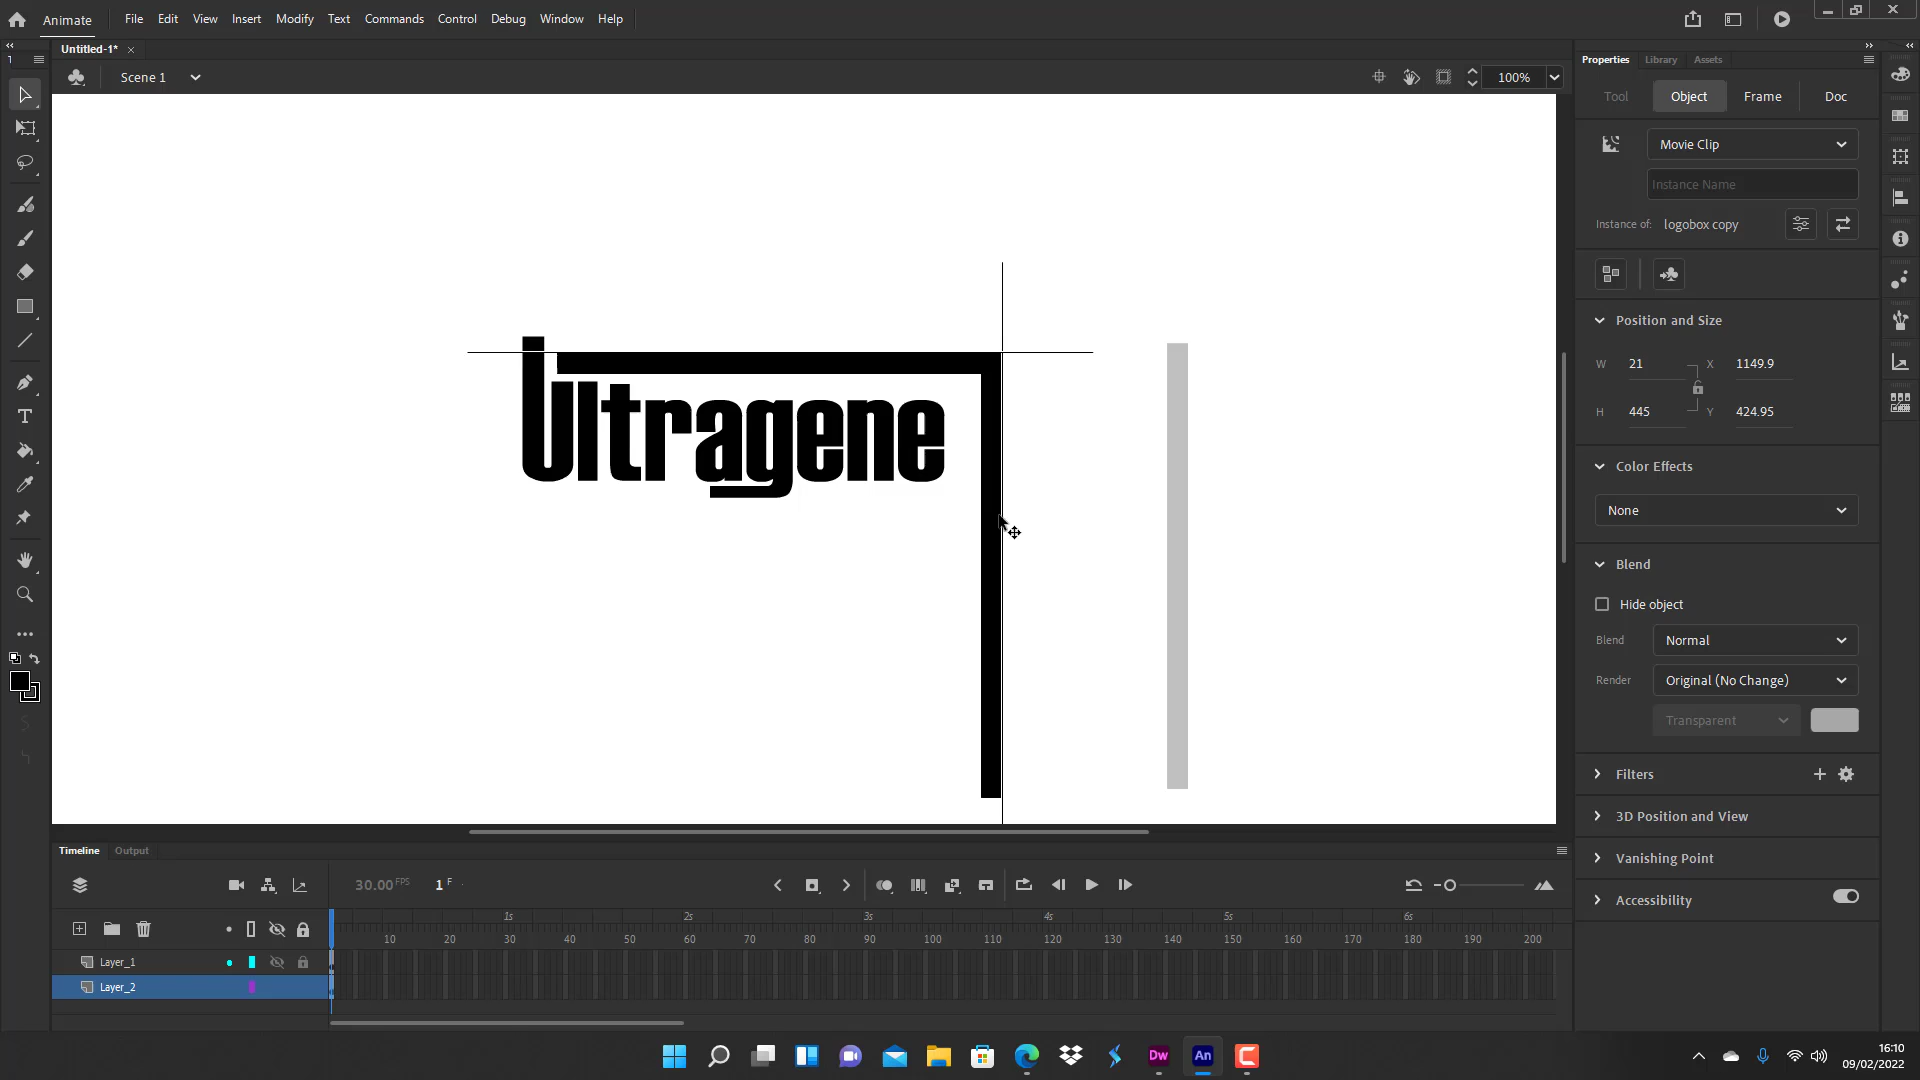 Animate File Edit View Insert Modify Text Commands Control Debug Window Help
Untitled-1*
Scene 1
100%
Properties Library Assets
Tool Object Frame Doc
Movie Clip
Instance Name
Instance of: logobox copy
Position and Size
W 21 X 1149.9
H 445 Y 424.95
Color Effects
None
Blend
Hide object
Blend Normal
Render Original (No Change)
Transparent
Filters
3D Position and View
Vanishing Point
Accessibility
Ultragene
Timeline Output
30.00 FPS 1 F
1s 2s 3s 4s 5s 6s
10 20 30 40 50 60 70 80 90 100 110 120 130 140 150 160 170 180 190 200
Layer_1
Layer_2
Dw An
16:10
09/02/2022